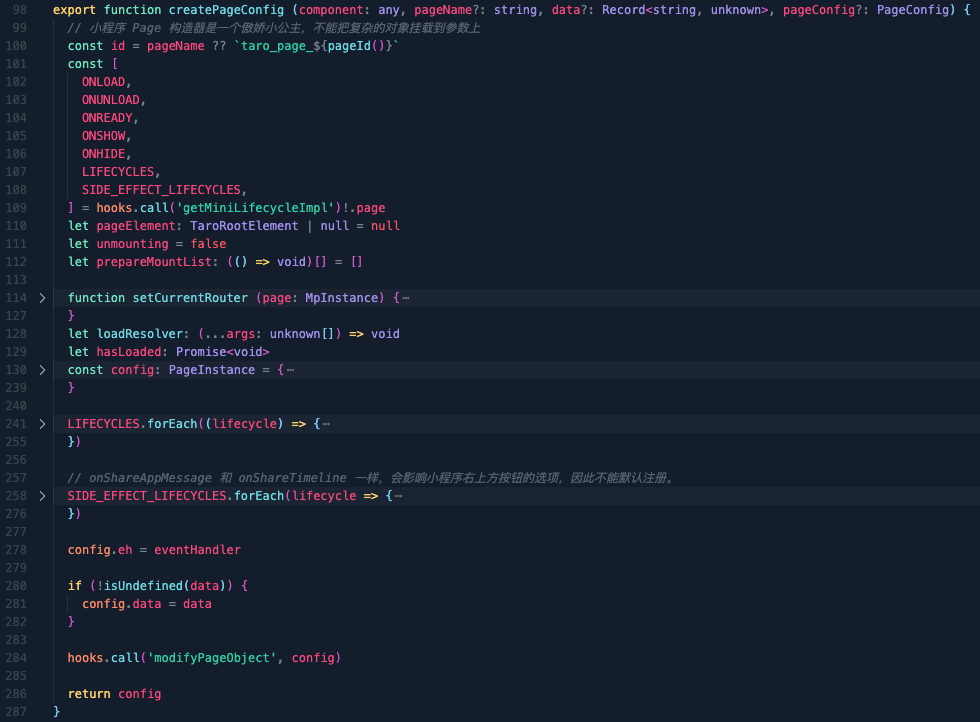 98 export function createPageConfig (component: any, pageName?: string, data?: Record<string, unknown>, pageConfig?: PageConfig) {
99 // 小程序 Page 构造器是一个傲娇小公主，不能把复杂的对象挂载到参数上
100 const id = pageName ?? `taro_page_${pageId()}`
101 const [
102 ONLOAD,
103 ONUNLOAD,
104 ONREADY,
105 ONSHOW,
106 ONHIDE,
107 LIFECYCLES,
108 SIDE_EFFECT_LIFECYCLES,
109 ] = hooks.call('getMiniLifecycleImpl')!.page
110 let pageElement: TaroRootElement | null = null
111 let unmounting = false
112 let prepareMountList: (() => void)[] = []
113
114 function setCurrentRouter (page: MpInstance) {⋯
127 }
128 let loadResolver: (...args: unknown[]) => void
129 let hasLoaded: Promise<void>
130 const config: PageInstance = {⋯
239 }
240
241 LIFECYCLES.forEach((lifecycle) => {⋯
255 })
256
257 // onShareAppMessage 和 onShareTimeline 一样，会影响小程序右上方按钮的选项，因此不能默认注册。
258 SIDE_EFFECT_LIFECYCLES.forEach(lifecycle => {⋯
276 })
277
278 config.eh = eventHandler
279
280 if (!isUndefined(data)) {
281 config.data = data
282 }
283
284 hooks.call('modifyPageObject', config)
285
286 return config
287 }